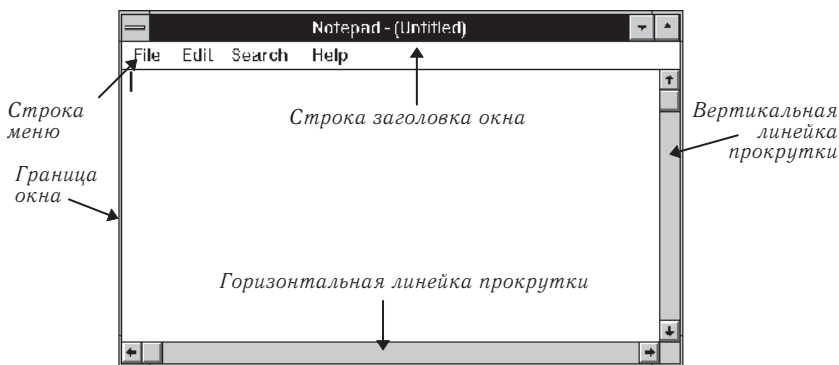 Notepad - (Untitled)
File Edit Search Help
Строка
меню
Строка заголовка окна
Вертикальная
линейка
прокрутки
Граница
окна
Горизонтальная линейка прокрутки